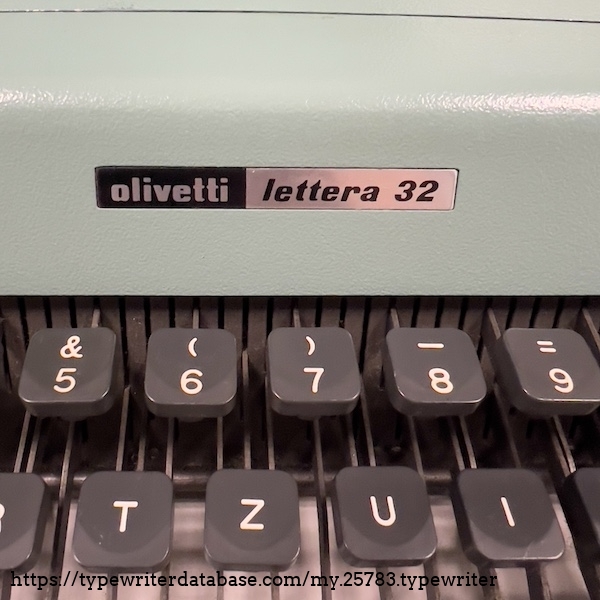 olivetti lettera 32
& ( ) — =
5 6 7 8 9
T Z U I
https://typewriterdatabase.com/my.25783.typewriter